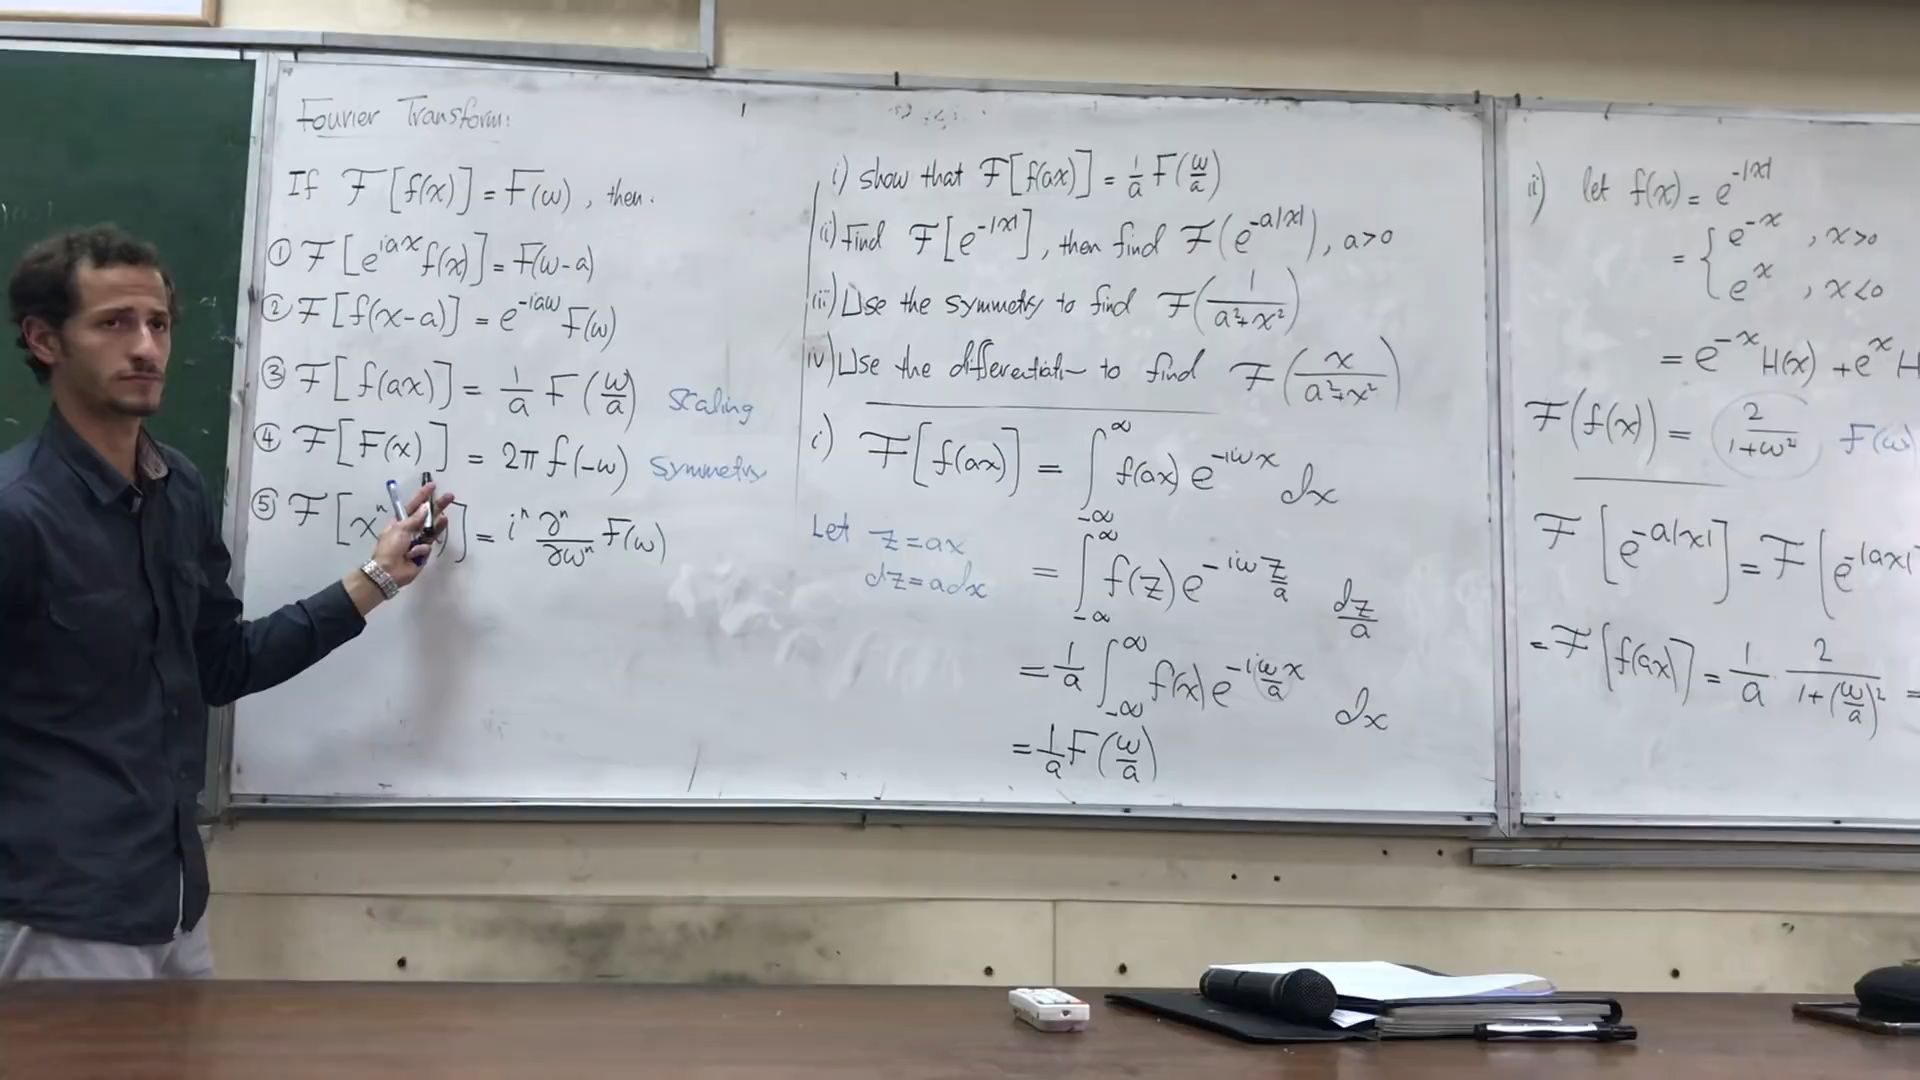 Fourier Transform:
If F[f(x)] = F(ω), then.
① F[e^{iax} f(x)] = F(ω-a)
② F[f(x-a)] = e^{-iaω} F(ω)
③ F[f(ax)] = 1/a F(ω/a) Scaling
④ F[F(x)] = 2π f(-ω) Symmetry
⑤ F[x^n )] = i^n ∂^n/∂ω^n F(ω)
i) show that F[f(ax)] = 1/a F(ω/a)
ii) Find F[e^{-|x|}], then find F(e^{-a|x|}), a>0
iii) Use the symmetry to find F(1/(a²+x²))
iv) Use the differentiation to find F(x/(a²+x²))
i) F[f(ax)] = ∫_{-∞}^{∞} f(ax) e^{-iωx} dx
Let z=ax
dz=adx
= ∫_{-∞}^{∞} f(z) e^{-iω z/a} dz/a
= 1/a ∫_{-∞}^{∞} f(x) e^{-i ω/a x} dx
= 1/a F(ω/a)
ii) let f(x) = e^{-|x|}
= { e^{-x} , x>0
e^{x} , x<0
= e^{-x} H(x) + e^{x} H
F(f(x)) = 2/(1+ω²) F(ω)
F[e^{-a|x|}] = F[e^{-|ax|}
= F[f(ax)] = 1/a · 2/(1+(ω/a)²) =